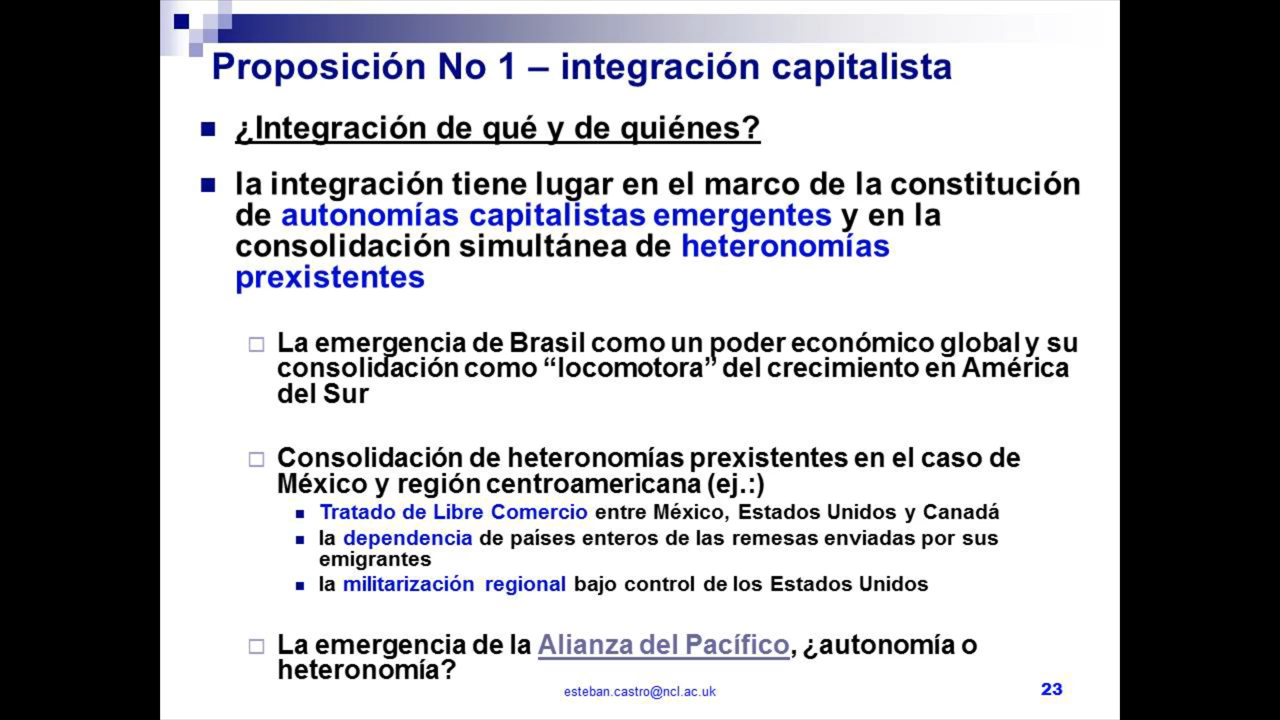 Proposición No 1 – integración capitalista
¿Integración de qué y de quiénes?
la integración tiene lugar en el marco de la constitución
de autonomías capitalistas emergentes y en la
consolidación simultánea de heteronomías
prexistentes
La emergencia de Brasil como un poder económico global y su
consolidación como “locomotora” del crecimiento en América
del Sur
Consolidación de heteronomías prexistentes en el caso de
México y región centroamericana (ej.:)
Tratado de Libre Comercio entre México, Estados Unidos y Canadá
la dependencia de países enteros de las remesas enviadas por sus
emigrantes
la militarización regional bajo control de los Estados Unidos
La emergencia de la Alianza del Pacífico, ¿autonomía o
heteronomía?
esteban.castro@ncl.ac.uk
23